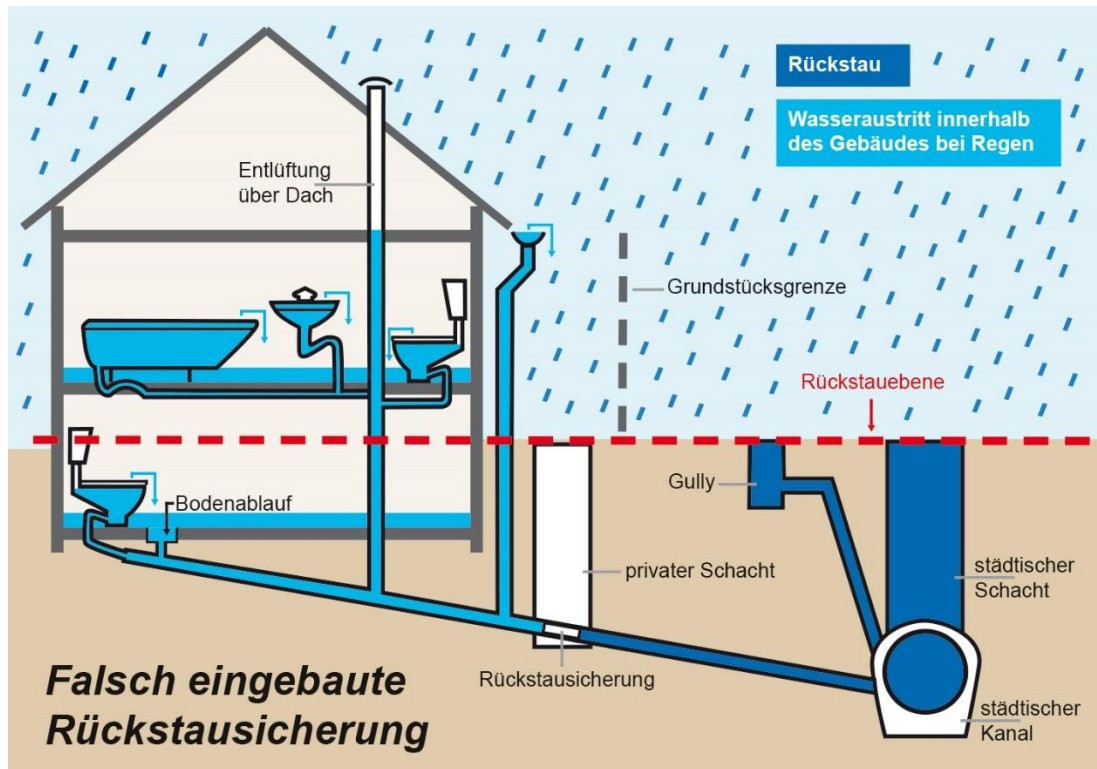 Rückstau
Wasseraustritt innerhalb
des Gebäudes bei Regen
Entlüftung
über Dach
Grundstücksgrenze
Rückstauebene
Bodenablauf
Gully
privater Schacht
städtischer
Schacht
Rückstausicherung
städtischer
Kanal
Falsch eingebaute
Rückstausicherung